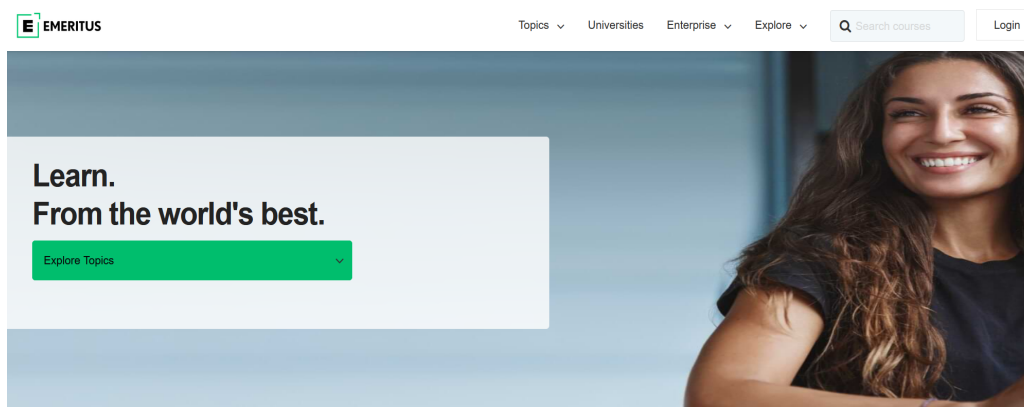 E EMERITUS
Topics
Universities
Enterprise
Explore
Search courses
Login
Learn.
From the world's best.
Explore Topics